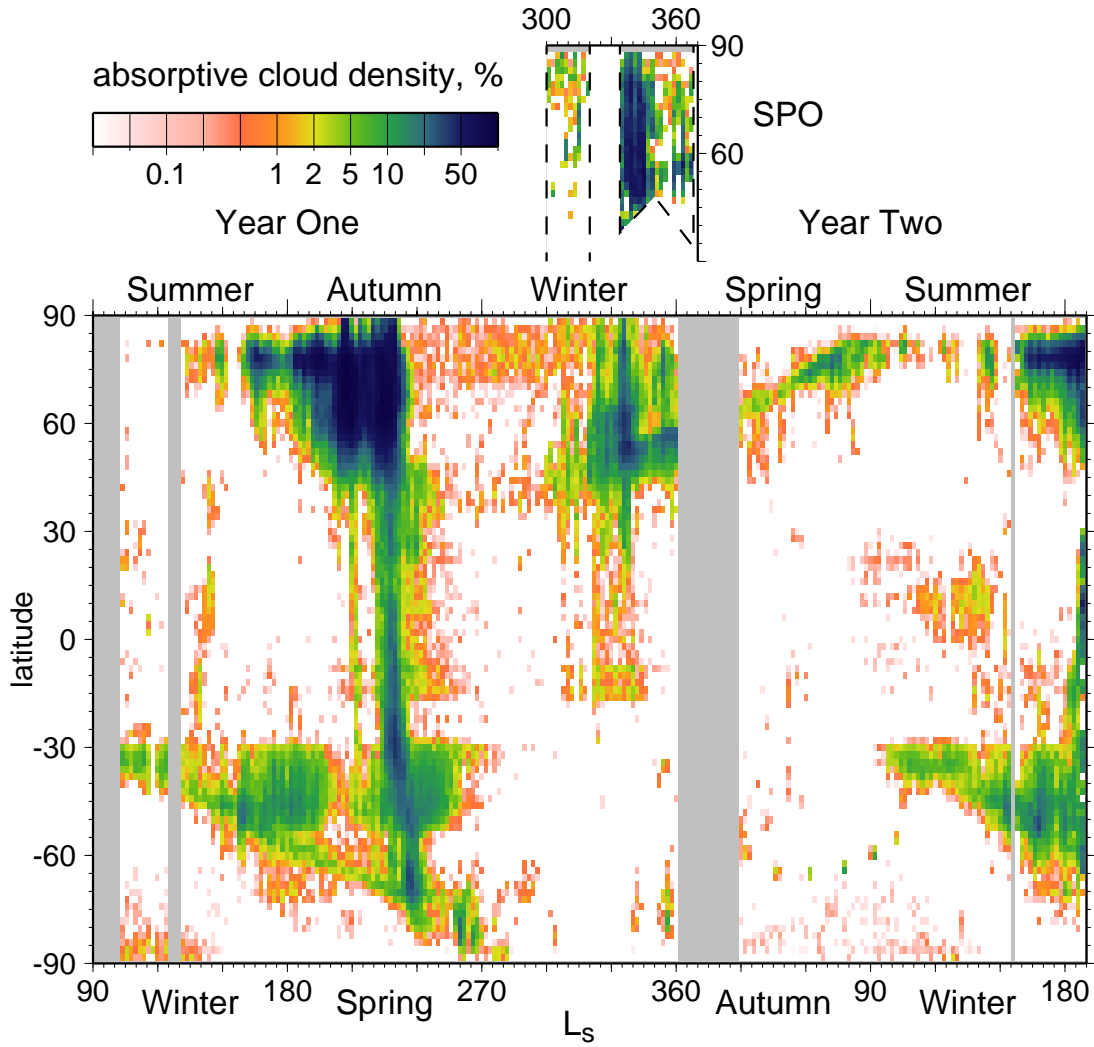 300 360
90
absorptive cloud density, %
SPO
60
0.1 1 2 5 10 50
Year One Year Two
Summer Autumn Winter Spring Summer
90
60
30
0
latitude
-30
-60
-90
90 180 270 360 90 180
Winter Spring Autumn Winter
Ls